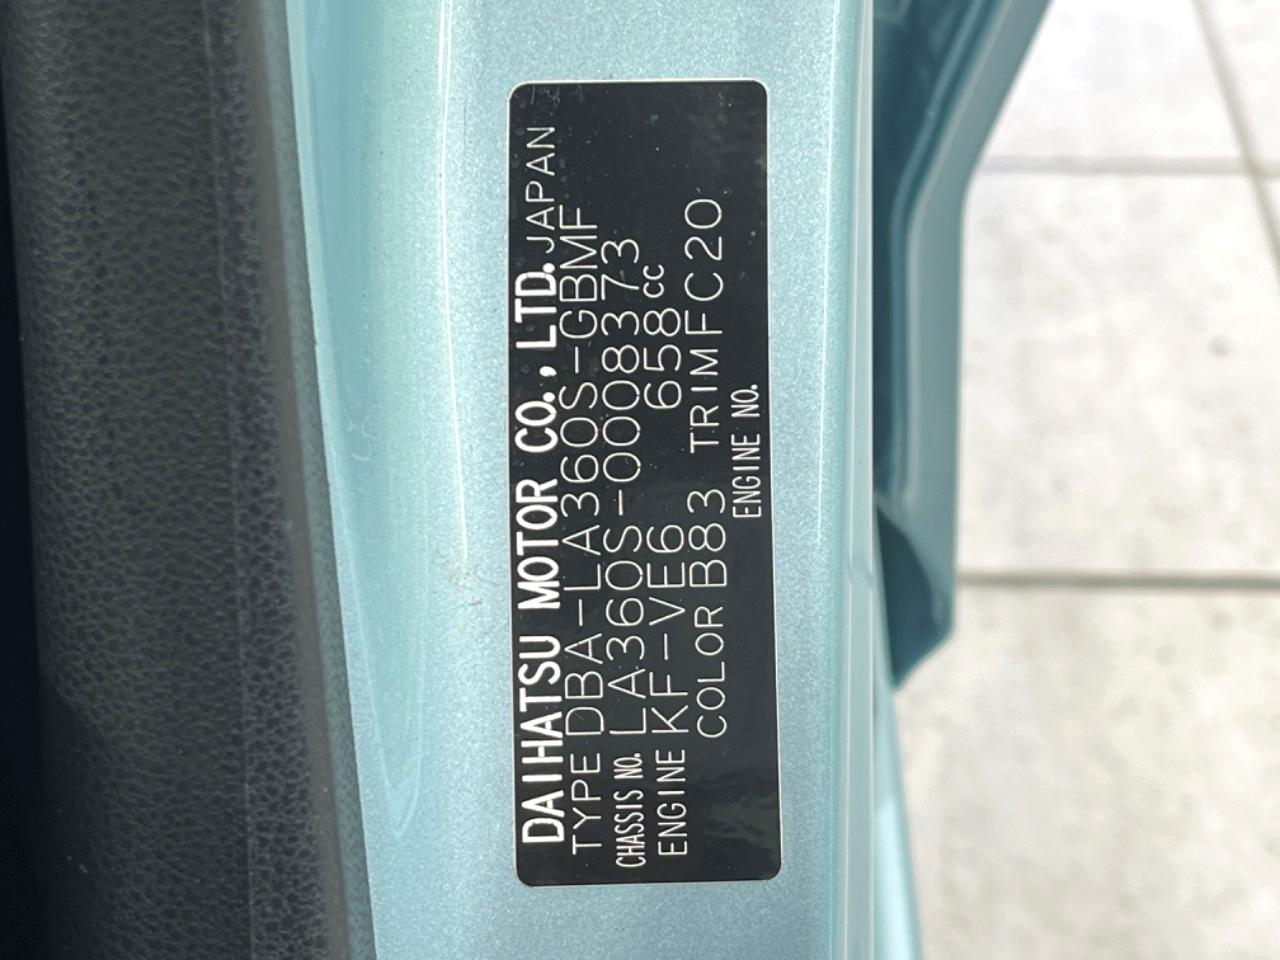 DAIHATSU MOTOR CO., LTD. JAPAN
TYPE DBA-LA360S-GBMF
CHASSIS NO. LA360S-0008373
ENGINE KF-VE6 658cc
COLOR B83 TRIM FC20
ENGINE NO.